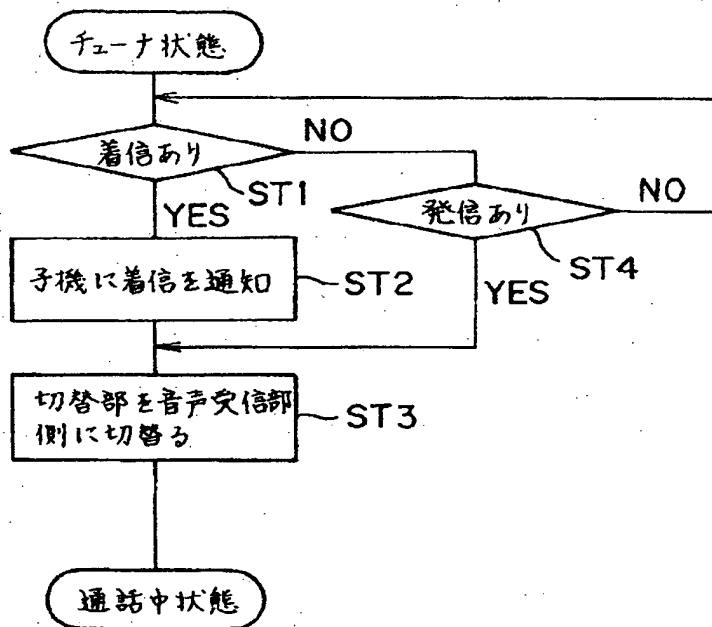 チューナ状態
着信あり
NO
ST1
YES
発信あり
NO
ST4
YES
子機に着信を通知
ST2
切替部を音声受信部
側に切替る
ST3
通話中状態